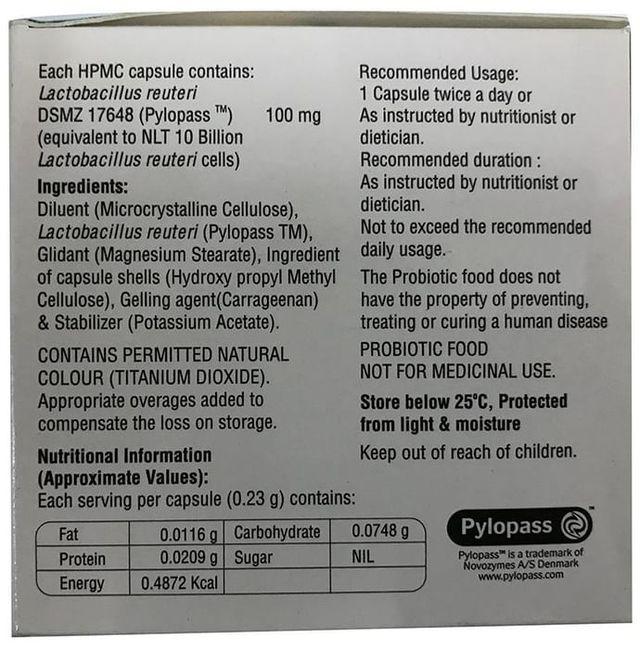 Each HPMC capsule contains:
Lactobacillus reuteri
DSMZ 17648 (Pylopass ™) 100 mg
(equivalent to NLT 10 Billion
Lactobacillus reuteri cells)
Ingredients:
Diluent (Microcrystalline Cellulose),
Lactobacillus reuteri (Pylopass TM),
Glidant (Magnesium Stearate), Ingredient
of capsule shells (Hydroxy propyl Methyl
Cellulose), Gelling agent(Carrageenan)
& Stabilizer (Potassium Acetate).
CONTAINS PERMITTED NATURAL
COLOUR (TITANIUM DIOXIDE).
Appropriate overages added to
compensate the loss on storage.
Nutritional Information
(Approximate Values):
Each serving per capsule (0.23 g) contains:
Fat 0.0116 g Carbohydrate 0.0748 g
Protein 0.0209 g Sugar NIL
Energy 0.4872 Kcal
Recommended Usage:
1 Capsule twice a day or
As instructed by nutritionist or
dietician.
Recommended duration :
As instructed by nutritionist or
dietician.
Not to exceed the recommended
daily usage.
The Probiotic food does not
have the property of preventing,
treating or curing a human disease
PROBIOTIC FOOD
NOT FOR MEDICINAL USE.
Store below 25°C, Protected
from light & moisture
Keep out of reach of children.
Pylopass ™
Pylopass™ is a trademark of
Novozymes A/S Denmark
www.pylopass.com